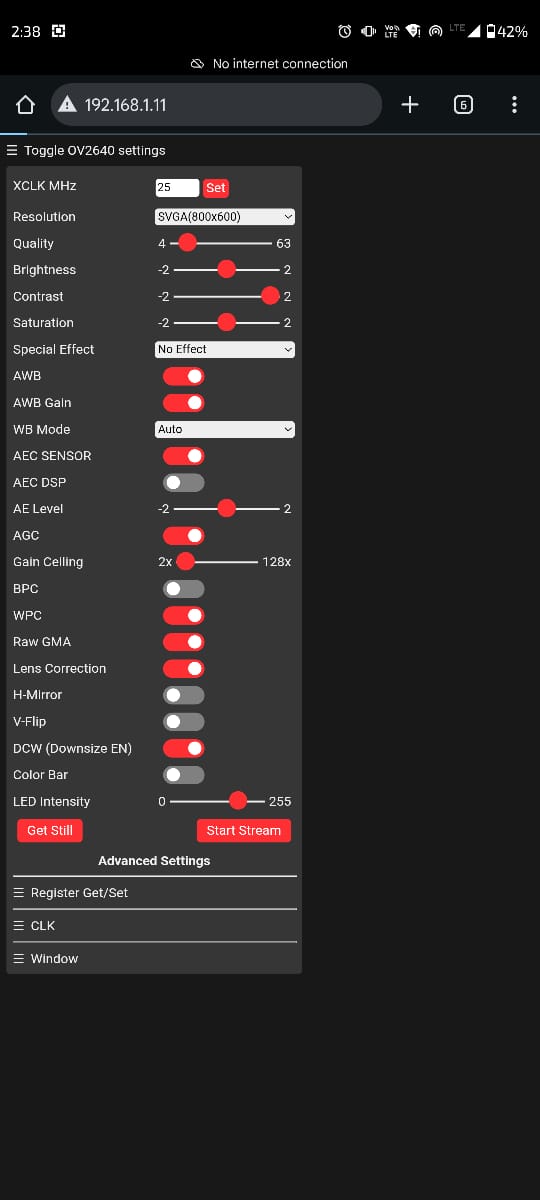 2:38
Vo)) LTE LTE 42%
No internet connection
192.168.1.11 6
☰ Toggle OV2640 settings
XCLK MHz 25 Set
Resolution SVGA(800x600)
Quality 4 63
Brightness -2 2
Contrast -2 2
Saturation -2 2
Special Effect No Effect
AWB
AWB Gain
WB Mode Auto
AEC SENSOR
AEC DSP
AE Level -2 2
AGC
Gain Ceiling 2x 128x
BPC
WPC
Raw GMA
Lens Correction
H-Mirror
V-Flip
DCW (Downsize EN)
Color Bar
LED Intensity 0 255
Get Still Start Stream
Advanced Settings
☰ Register Get/Set
☰ CLK
☰ Window